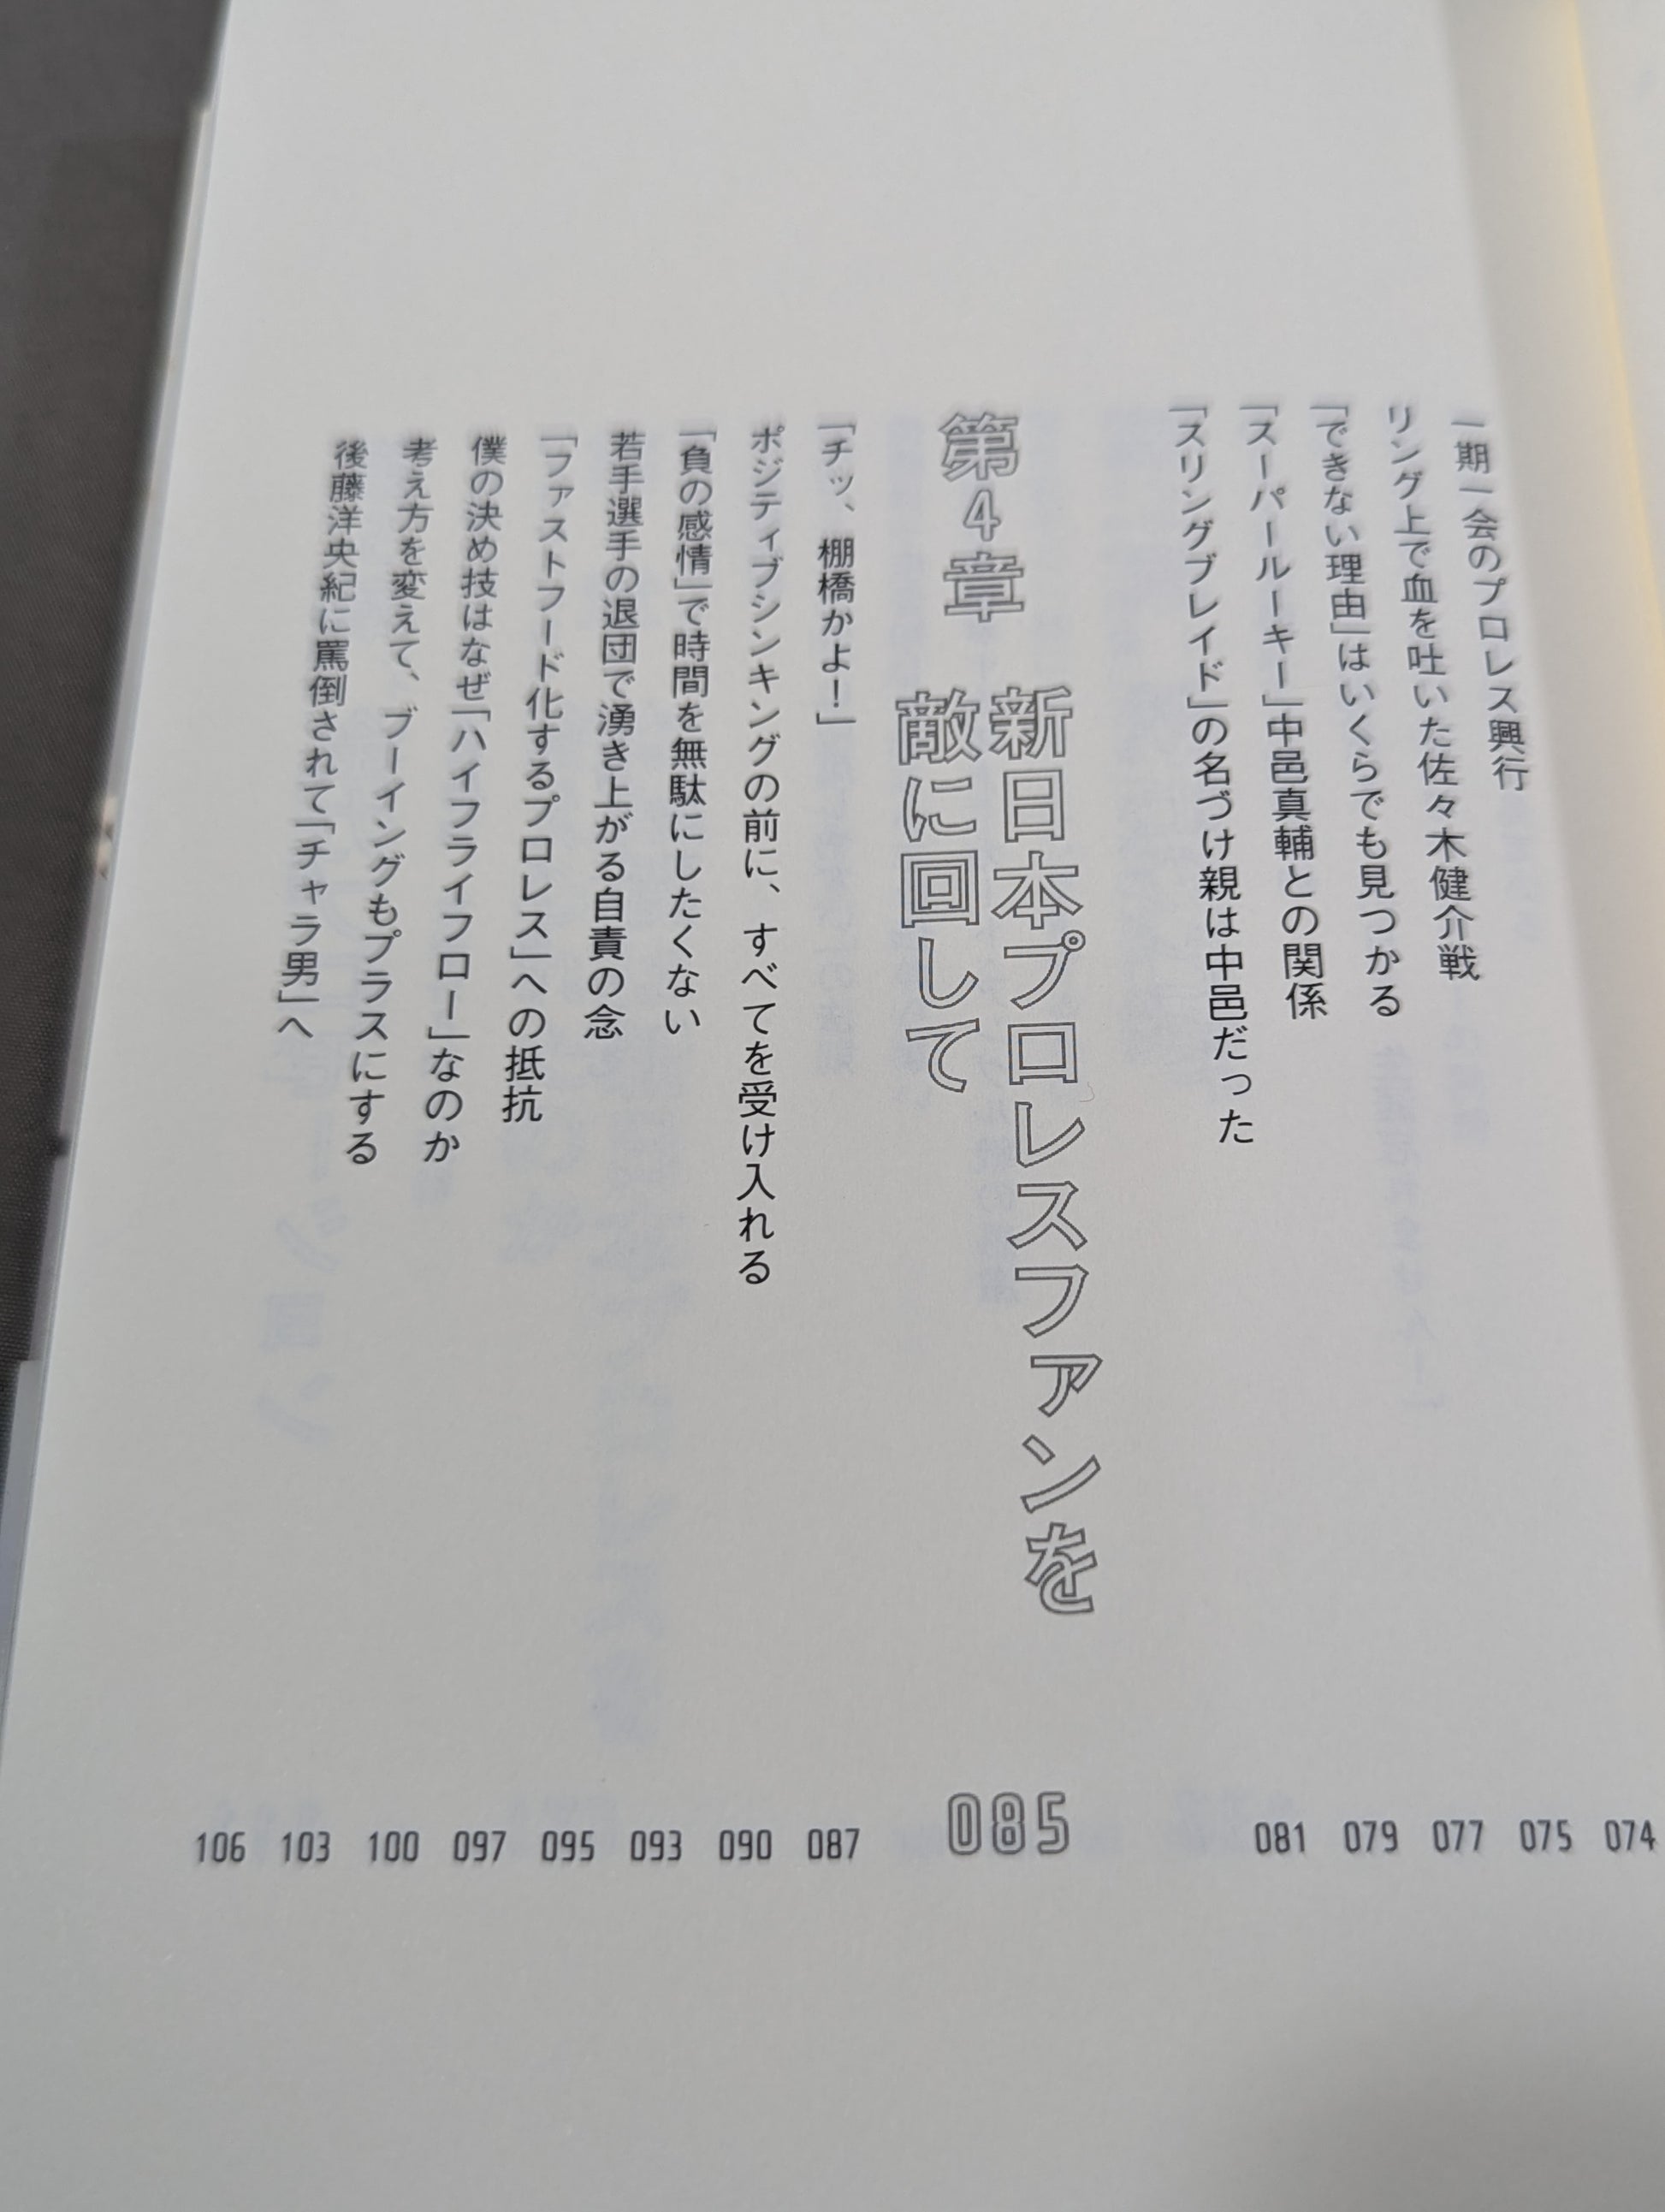 一期一会のプロレス興行
074
リング上で血を吐いた佐々木健介戦
075
「できない理由」はいくらでも見つかる
077
「スーパールーキー」中邑真輔との関係
079
「スリングブレイド」の名づけ親は中邑だった
081
第4章
新日本プロレスファンを
敵に回して
085
「チッ、棚橋かよ！」
087
ポジティブシンキングの前に、すべてを受け入れる
090
「負の感情」で時間を無駄にしたくない
093
若手選手の退団で湧き上がる自責の念
095
「ファストフード化するプロレス」への抵抗
097
僕の決め技はなぜ「ハイフライフロー」なのか
100
考え方を変えて、ブーイングもプラスにする
103
後藤洋央紀に罵倒されて「チャラ男」へ
106